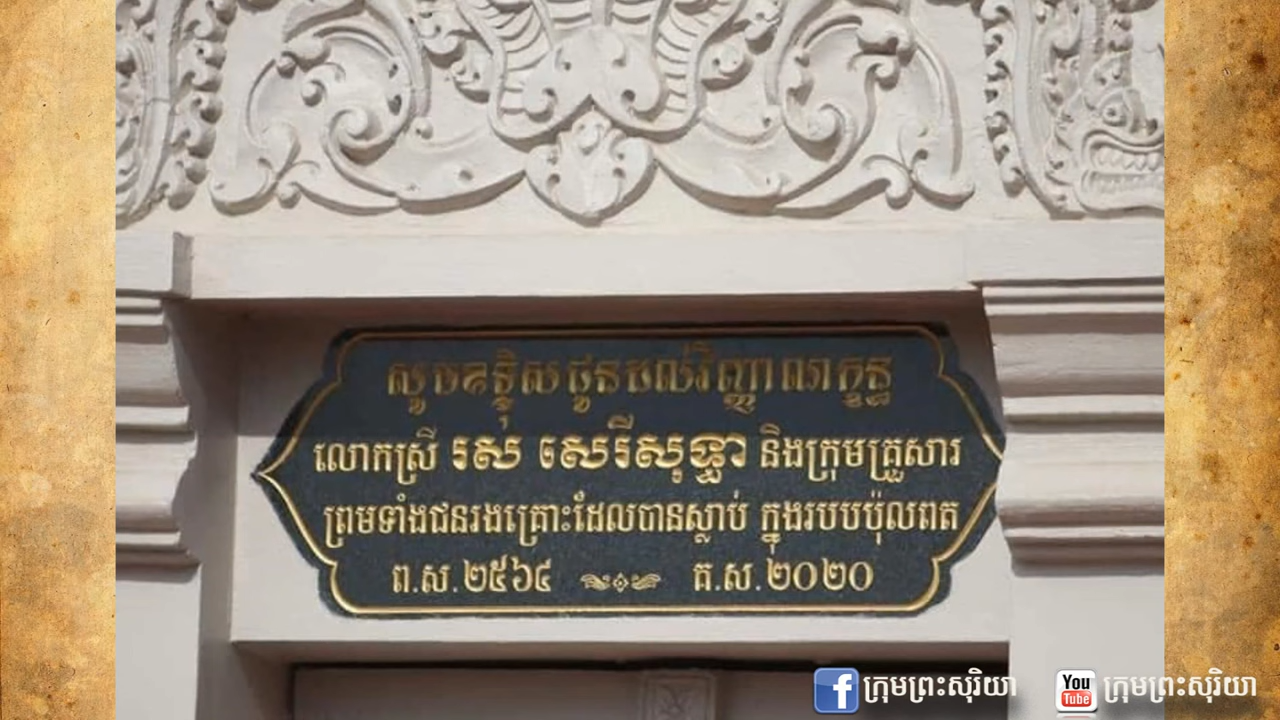 សូមឧទ្ទិសជូនដល់វិញ្ញាណក្ខន្ធ
លោកស្រី រស សេរីសុទ្ធា និងក្រុមគ្រួសារ
ព្រមទាំងជនរងគ្រោះដែលបានស្លាប់ ក្នុងរបបប៉ុលពត
ព.ស.២៥៦៤ គ.ស.២០២០
ក្រុមព្រះសុរិយា You Tube ក្រុមព្រះសុរិយា